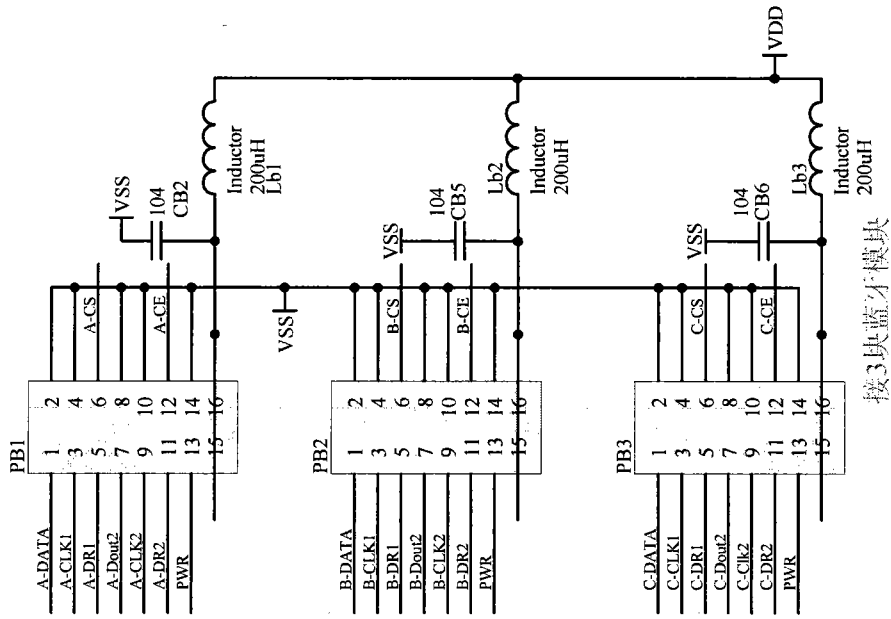 PB1
A-DATA
1
2
A-CLK1
3
4
A-DR1
5
6
A-CS
A-Dout2
7
8
A-CLK2
9
10
A-DR2
11
12
A-CE
PWR
13
14
15
16
VSS
104
CB2
Inductor
200uH
Lb1
VSS
PB2
B-DATA
1
2
B-CLK1
3
4
B-DR1
5
6
B-CS
B-Dout2
7
8
B-CLK2
9
10
B-DR2
11
12
B-CE
PWR
13
14
15
16
VSS
104
CB5
Lb2
Inductor
200uH
PB3
C-DATA
1
2
C-CLK1
3
4
C-DR1
5
6
C-CS
C-Dout2
7
8
C-Clk2
9
10
C-DR2
11
12
C-CE
PWR
13
14
15
16
VSS
104
CB6
Lb3
Inductor
200uH
VDD
接3块蓝牙模块